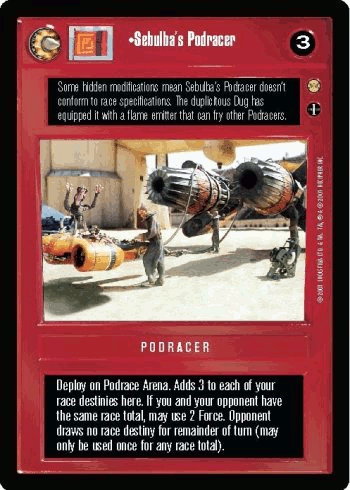 •Sebulba's Podracer
3
Some hidden modifications mean Sebulba's Podracer doesn't
conform to race specifications. The duplicitous Dug has
equipped it with a flame emitter that can fry other Podracers.
PODRACER
Deploy on Podrace Arena. Adds 3 to each of your
race destinies here. If you and your opponent have
the same race total, may use 2 Force. Opponent
draws no race destiny for remainder of turn (may
only be used once for any race total).